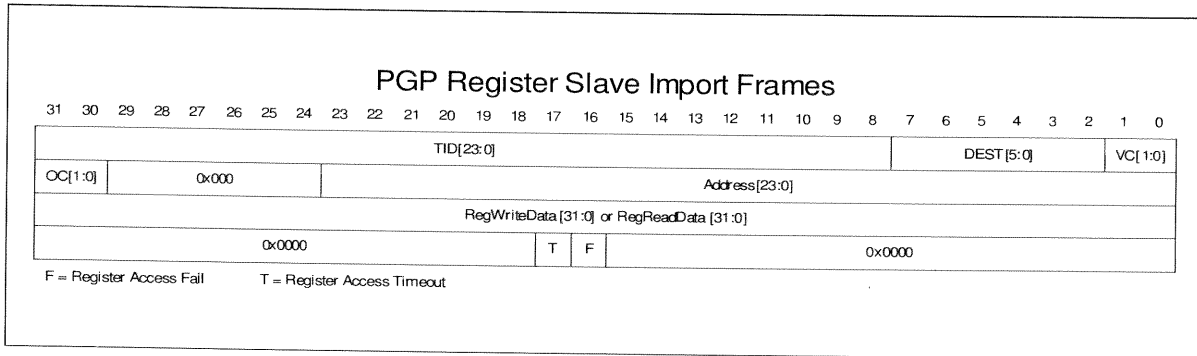 PGP Register Slave Import Frames
31 30 29 28 27 26 25 24 23 22 21 20 19 18 17 16 15 14 13 12 11 10 9 8 7 6 5 4 3 2 1 0
TID[23:0] DEST[5:0] VC[1:0]
OC[1:0] 0x000 Address[23:0]
RegWriteData[31:0] or RegReadData[31:0]
0x0000 T F 0x0000
F = Register Access Fail T = Register Access Timeout